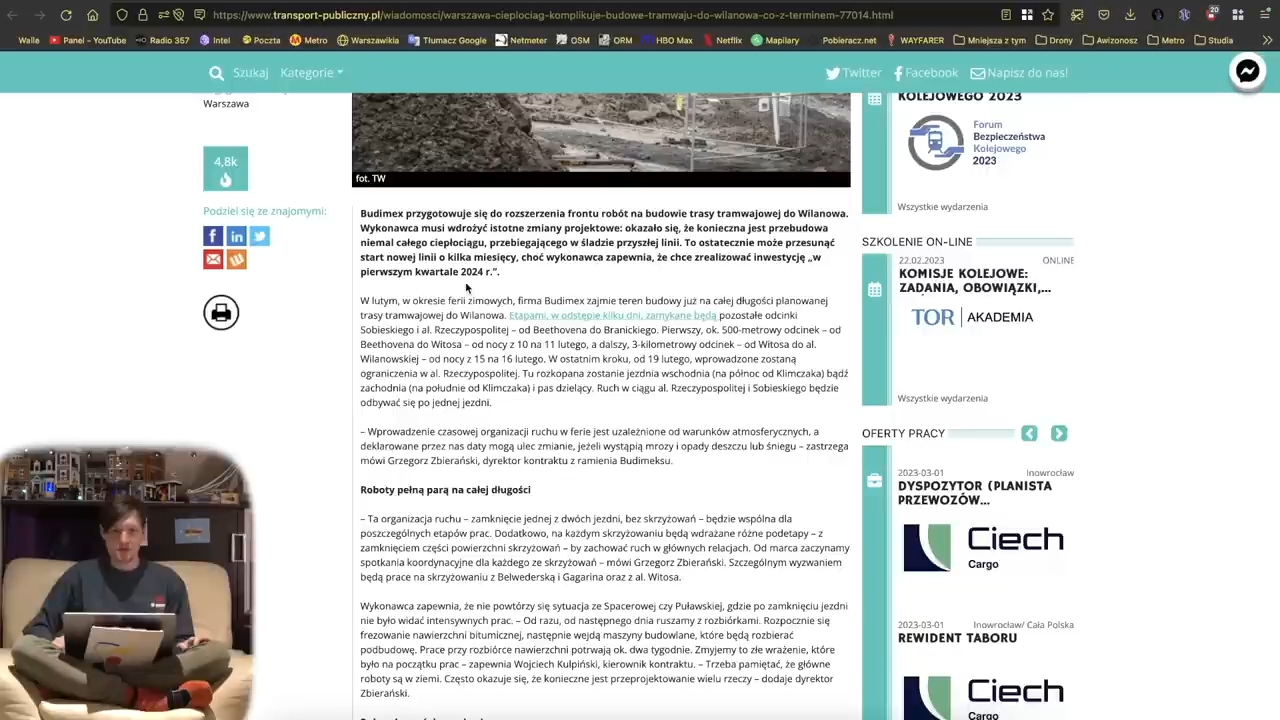 https://www.transport-publiczny.pl/wiadomosci/warszawa-cieplociag-komplikuje-budowe-tramwaju-do-wilanowa-co-z-terminem-77014.html
20
Walle
Panel – YouTube
Radio 357
Intel
Poczta
Metro
Warszawikia
Tłumacz Google
Netmeter
OSM
ORM
HBO Max
Netflix
Mapilary
Pobieracz.net
WAYFARER
Mniejsza z tym
Drony
Awizonosz
Metro
Studia
Szukaj
Kategorie
Twitter
Facebook
Napisz do nas!
Warszawa
4,8k
Podziel się ze znajomymi:
fot. TW
Budimex przygotowuje się do rozszerzenia frontu robót na budowie trasy tramwajowej do Wilanowa.
Wykonawca musi wdrożyć istotne zmiany projektowe: okazało się, że konieczna jest przebudowa
niemal całego ciepłociągu, przebiegającego w śladzie przyszłej linii. To ostatecznie może przesunąć
start nowej linii o kilka miesięcy, choć wykonawca zapewnia, że chce zrealizować inwestycję „w
pierwszym kwartale 2024 r.”.
W lutym, w okresie ferii zimowych, firma Budimex zajmie teren budowy już na całej długości planowanej
trasy tramwajowej do Wilanowa. Etapami, w odstępie kilku dni, zamykane będą pozostałe odcinki
Sobieskiego i al. Rzeczypospolitej – od Beethovena do Branickiego. Pierwszy, ok. 500-metrowy odcinek – od
Beethovena do Witosa – od nocy z 10 na 11 lutego, a dalszy, 3-kilometrowy odcinek – od Witosa do al.
Wilanowskiej – od nocy z 15 na 16 lutego. W ostatnim kroku, od 19 lutego, wprowadzone zostaną
ograniczenia w al. Rzeczypospolitej. Tu rozkopana zostanie jezdnia wschodnia (na północ od Klimczaka) bądź
zachodnia (na południe od Klimczaka) i pas dzielący. Ruch w ciągu al. Rzeczypospolitej i Sobieskiego będzie
odbywać się po jednej jezdni.
– Wprowadzenie czasowej organizacji ruchu w ferie jest uzależnione od warunków atmosferycznych, a
deklarowane przez nas daty mogą ulec zmianie, jeżeli wystąpią mrozy i opady deszczu lub śniegu – zastrzega
mówi Grzegorz Zbierański, dyrektor kontraktu z ramienia Budimeksu.
Roboty pełną parą na całej długości
– Ta organizacja ruchu – zamknięcie jednej z dwóch jezdni, bez skrzyżowań – będzie wspólna dla
poszczególnych etapów prac. Dodatkowo, na każdym skrzyżowaniu będą wdrażane różne podetapy – z
zamknięciem części powierzchni skrzyżowań – by zachować ruch w głównych relacjach. Od marca zaczynamy
spotkania koordynacyjne dla każdego ze skrzyżowań – mówi Grzegorz Zbierański. Szczególnym wyzwaniem
będą prace na skrzyżowaniu z Belwederską i Gagarina oraz z al. Witosa.
Wykonawca zapewnia, że nie powtórzy się sytuacja ze Spacerowej czy Puławskiej, gdzie po zamknięciu jezdni
nie było widać intensywnych prac. – Od razu, od następnego dnia ruszamy z rozbiórkami. Rozpocznie się
frezowanie nawierzchni bitumicznej, następnie wejdą maszyny budowlane, które będą rozbierać
podbudowę. Prace przy rozbiórce nawierzchni potrwają ok. dwa tygodnie. Zmyjemy to złe wrażenie, które
było na początku prac – zapewnia Wojciech Kulpiński, kierownik kontraktu. – Trzeba pamiętać, że główne
roboty są w ziemi. Często okazuje się, że konieczne jest przeprojektowanie wielu rzeczy – dodaje dyrektor
Zbierański.
KOLEJOWEGO 2023
Forum
Bezpieczeństwa
Kolejowego
2023
Wszystkie wydarzenia
SZKOLENIE ON-LINE
22.02.2023
ONLINE
KOMISJE KOLEJOWE:
ZADANIA, OBOWIĄZKI,...
TOR | AKADEMIA
Wszystkie wydarzenia
OFERTY PRACY
2023-03-01
Inowrocław
DYSPOZYTOR (PLANISTA
PRZEWOZÓW...
Ciech
Cargo
2023-03-01
Inowrocław/ Cała Polska
REWIDENT TABORU
Ciech
Cargo